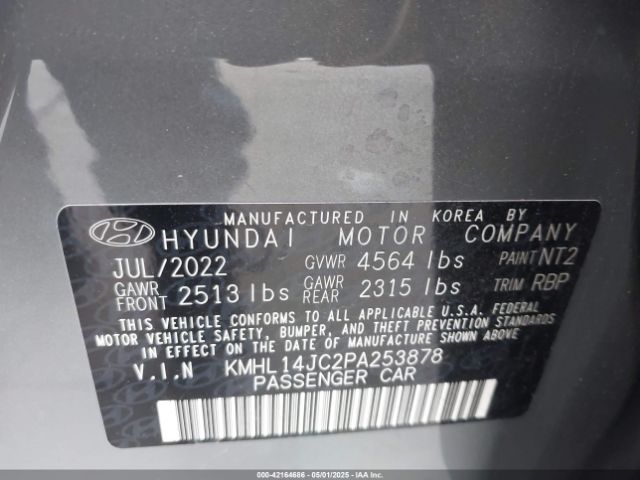 MANUFACTURED IN KOREA BY
HYUNDAI MOTOR COMPANY
JUL/2022 GVWR 4564 lbs PAINT NT2
GAWR FRONT 2513 lbs GAWR REAR 2315 lbs TRIM RBP
THIS VEHICLE CONFORMS TO ALL APPLICABLE U.S.A. FEDERAL
MOTOR VEHICLE SAFETY, BUMPER, AND THEFT PREVENTION STANDARDS
IN EFFECT ON THE DATE OF MANUFACTURE SHOWN ABOVE
V.I.N KMHL14JC2PA253878
PASSENGER CAR
000-42164686 - 05/01/2025 - IAA Corp.